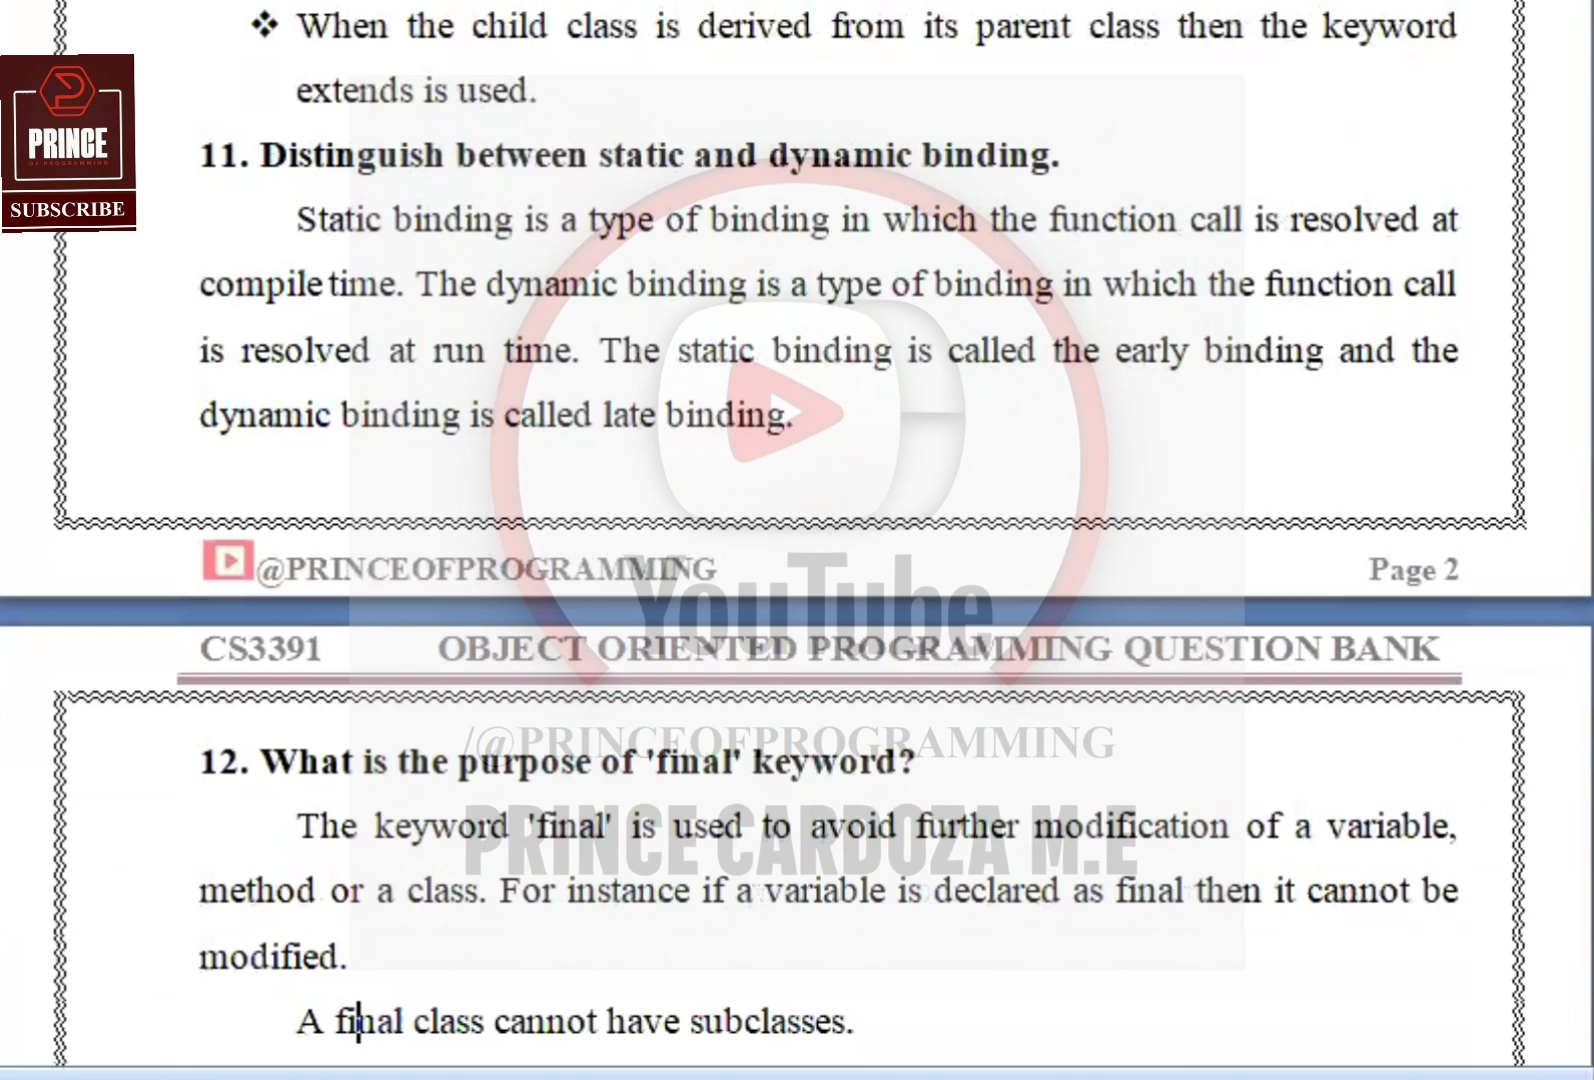 ❖ When the child class is derived from its parent class then the keyword
extends is used.
PRINCE
OF PROGRAMMING
SUBSCRIBE
11. Distinguish between static and dynamic binding.
Static binding is a type of binding in which the function call is resolved at
compile time. The dynamic binding is a type of binding in which the function call
is resolved at run time. The static binding is called the early binding and the
dynamic binding is called late binding.
@PRINCEOFPROGRAMMING
Page 2
YouTube
CS3391 OBJECT ORIENTED PROGRAMMING QUESTION BANK
/@PRINCEOFPROGRAMMING
12. What is the purpose of 'final' keyword?
The keyword 'final' is used to avoid further modification of a variable,
PRINCE CARDOZA M.E
method or a class. For instance if a variable is declared as final then it cannot be
modified.
A final class cannot have subclasses.